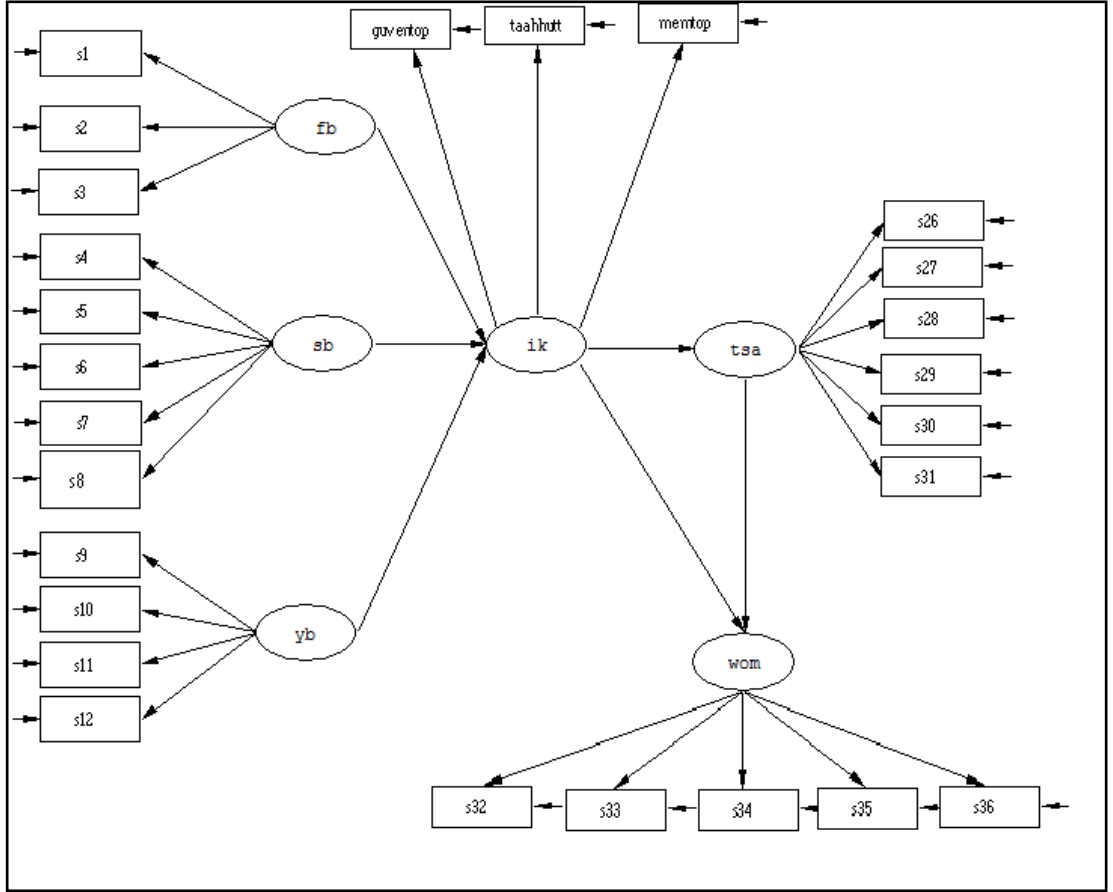 guventop
taahhutt
memtop
s1
s2
s3
s4
s5
s6
s7
s8
s9
s10
s11
s12
fb
sb
yb
ik
tsa
wom
s26
s27
s28
s29
s30
s31
s32
s33
s34
s35
s36